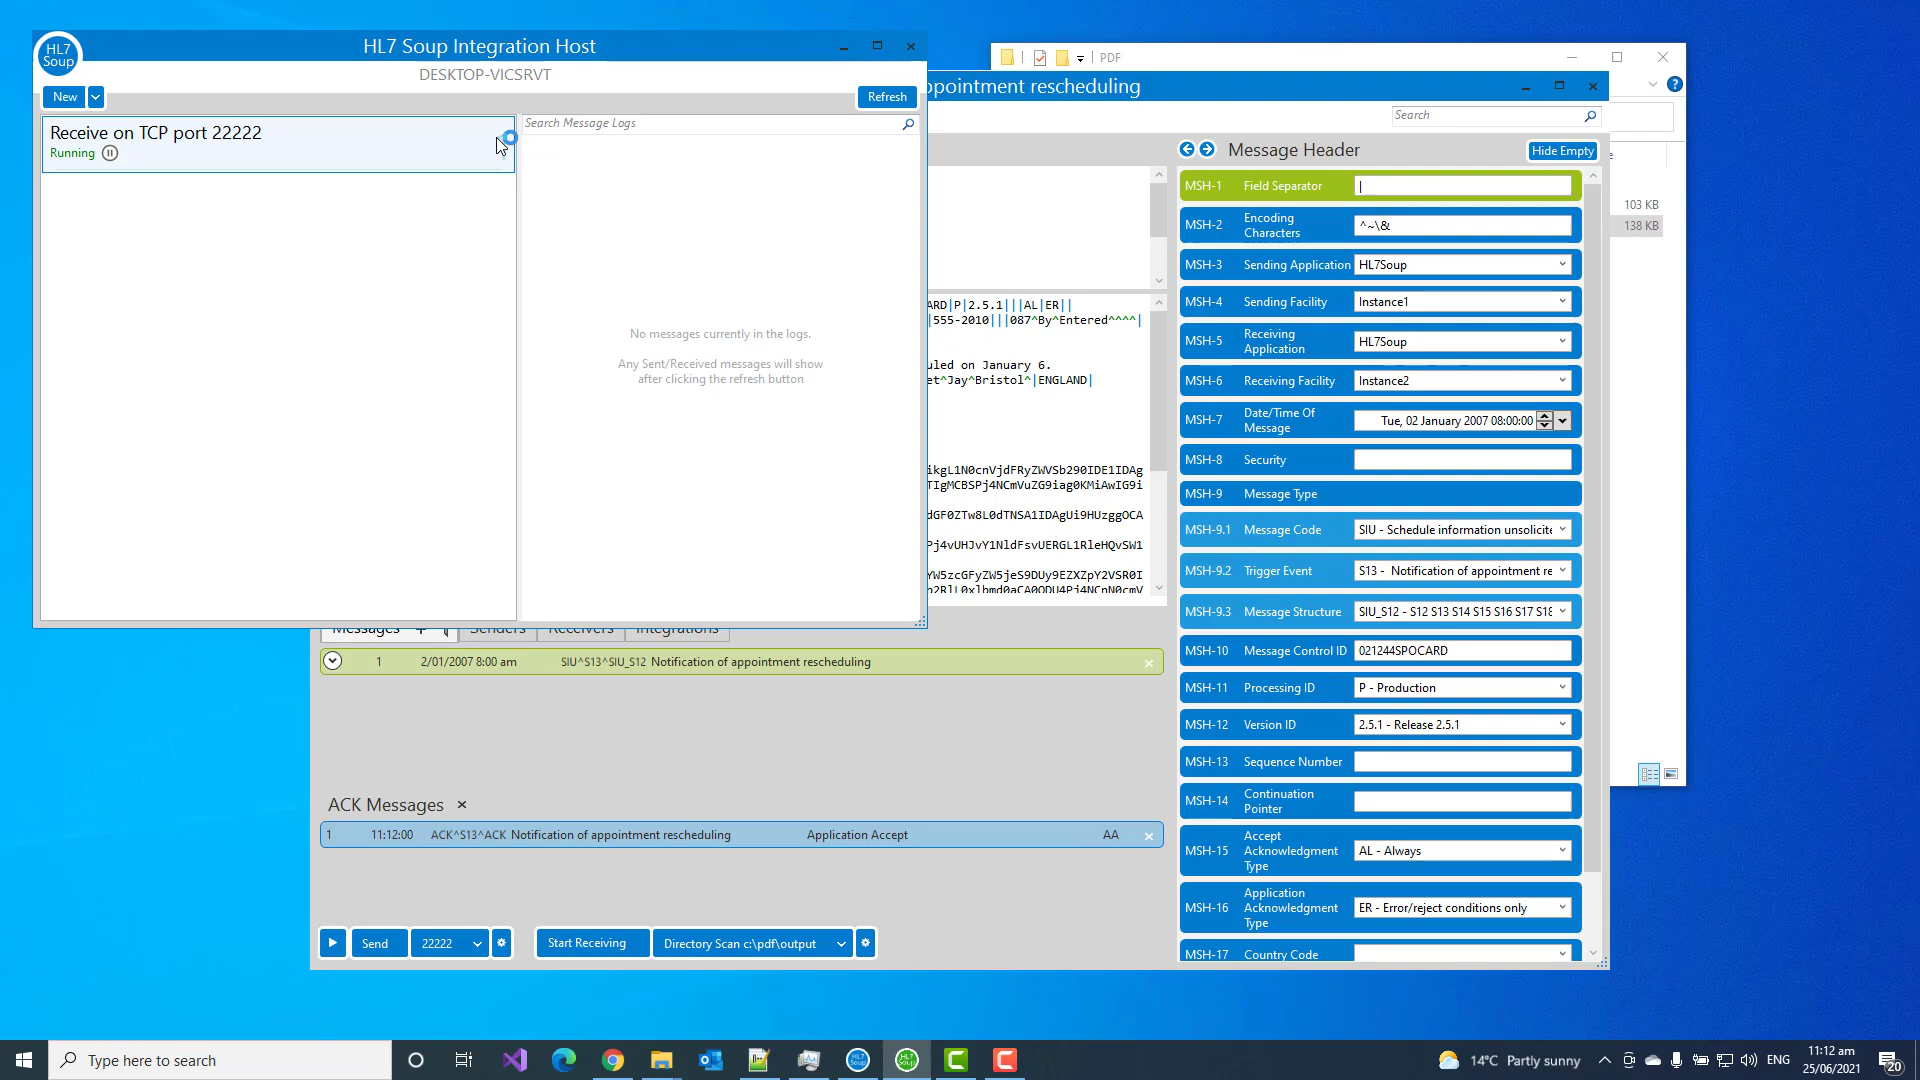 HL7 Soup
HL7 Soup Integration Host
DESKTOP-VICSRVT
New
Refresh
Receive on TCP port 22222
Running
Search Message Logs
No messages currently in the logs.
Any Sent/Received messages will show
after clicking the refresh button
PDF
ppointment rescheduling
Search
Message Header
Hide Empty
MSH-1 Field Separator |
MSH-2 Encoding Characters ^~\&
MSH-3 Sending Application HL7Soup
MSH-4 Sending Facility Instance1
MSH-5 Receiving Application HL7Soup
MSH-6 Receiving Facility Instance2
MSH-7 Date/Time Of Message Tue, 02 January 2007 08:00:00
MSH-8 Security
MSH-9 Message Type
MSH-9.1 Message Code SIU - Schedule information unsolicite
MSH-9.2 Trigger Event S13 - Notification of appointment re
MSH-9.3 Message Structure SIU_S12 - S12 S13 S14 S15 S16 S17 S18
MSH-10 Message Control ID 021244SPOCARD
MSH-11 Processing ID P - Production
MSH-12 Version ID 2.5.1 - Release 2.5.1
MSH-13 Sequence Number
MSH-14 Continuation Pointer
MSH-15 Accept Acknowledgment Type AL - Always
MSH-16 Application Acknowledgment Type ER - Error/reject conditions only
MSH-17 Country Code
103 KB
138 KB
ARD|P|2.5.1|||AL|ER||
|555-2010|||087^By^Entered^^^^|
uled on January 6.
et^Jay^Bristol^|ENGLAND|
ikgL1N0cnVjdFRyZWVSb290IDE1IDAg
TIgMCBSPj4NCmVuZG9iag0KMiAwIG9i
dGF0ZTw8L0dTNSA1IDAgUi9HUzggOCA
Pj4vUHJvY1NldFsvUERGL1RleHQvSW1
YW5zcGFyZW5jeS9DUy9EZXZpY2VSR0I
Messages + Senders Receivers Integrations
1 2/01/2007 8:00 am SIU^S13^SIU_S12 Notification of appointment rescheduling
ACK Messages
1 11:12:00 ACK^S13^ACK Notification of appointment rescheduling Application Accept AA
Send 22222 Start Receiving Directory Scan c:\pdf\output
Type here to search
14°C Partly sunny
ENG
11:12 am
25/06/2021
20